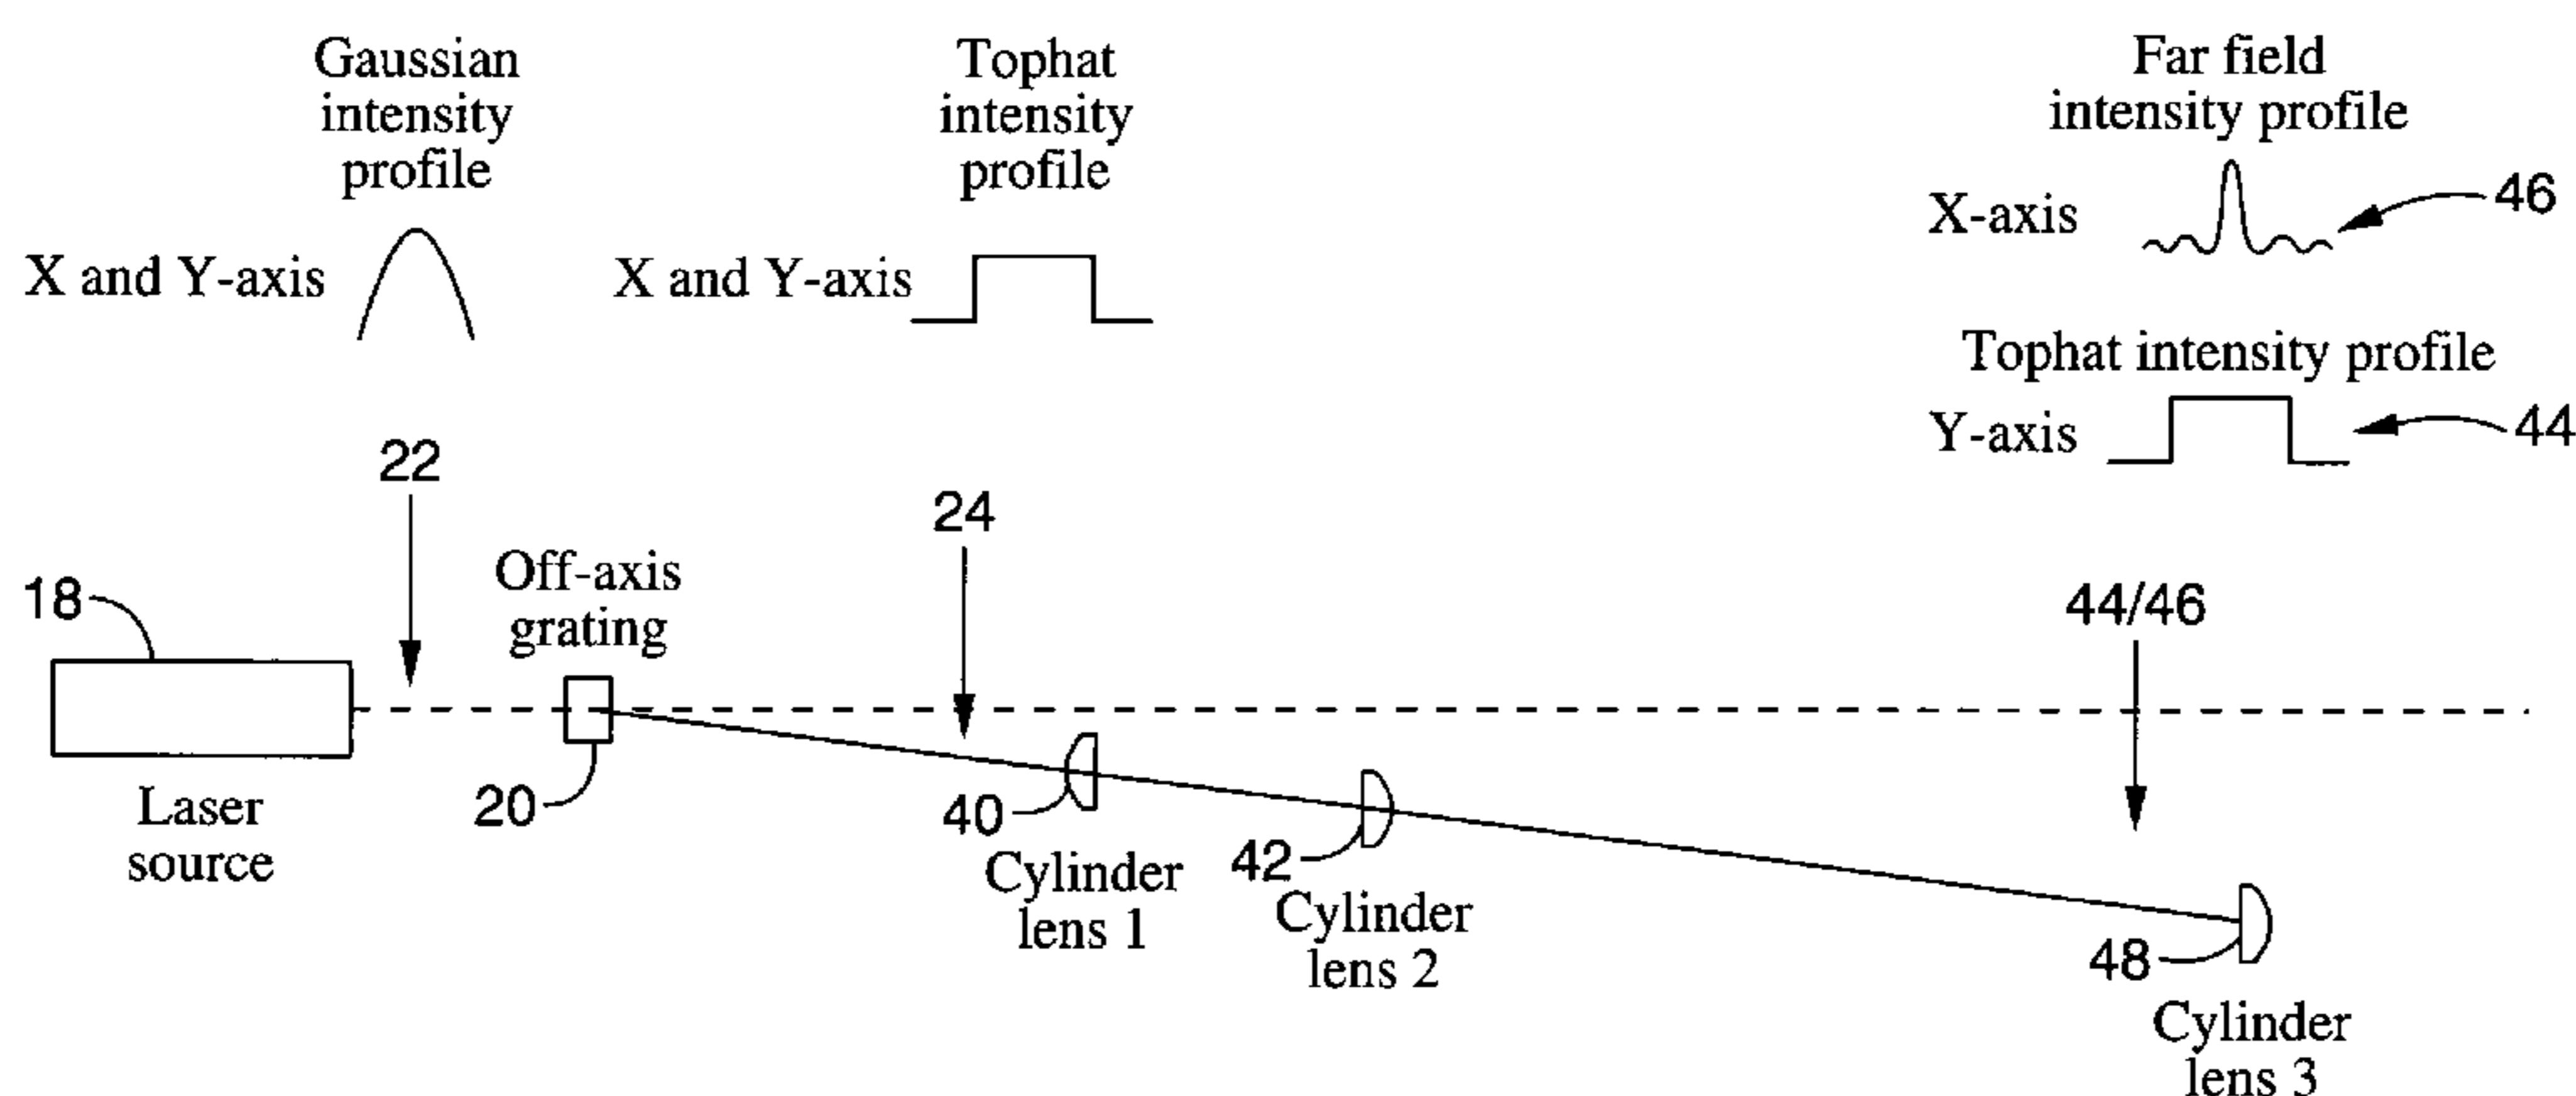 Gaussian
intensity
profile
Tophat
intensity
profile
Far field
intensity profile
X-axis
46
X and Y-axis
X and Y-axis
Tophat intensity profile
Y-axis
44
22
24
Off-axis
grating
44/46
18
20
Laser
source
40
Cylinder
lens 1
42
Cylinder
lens 2
48
Cylinder
lens 3